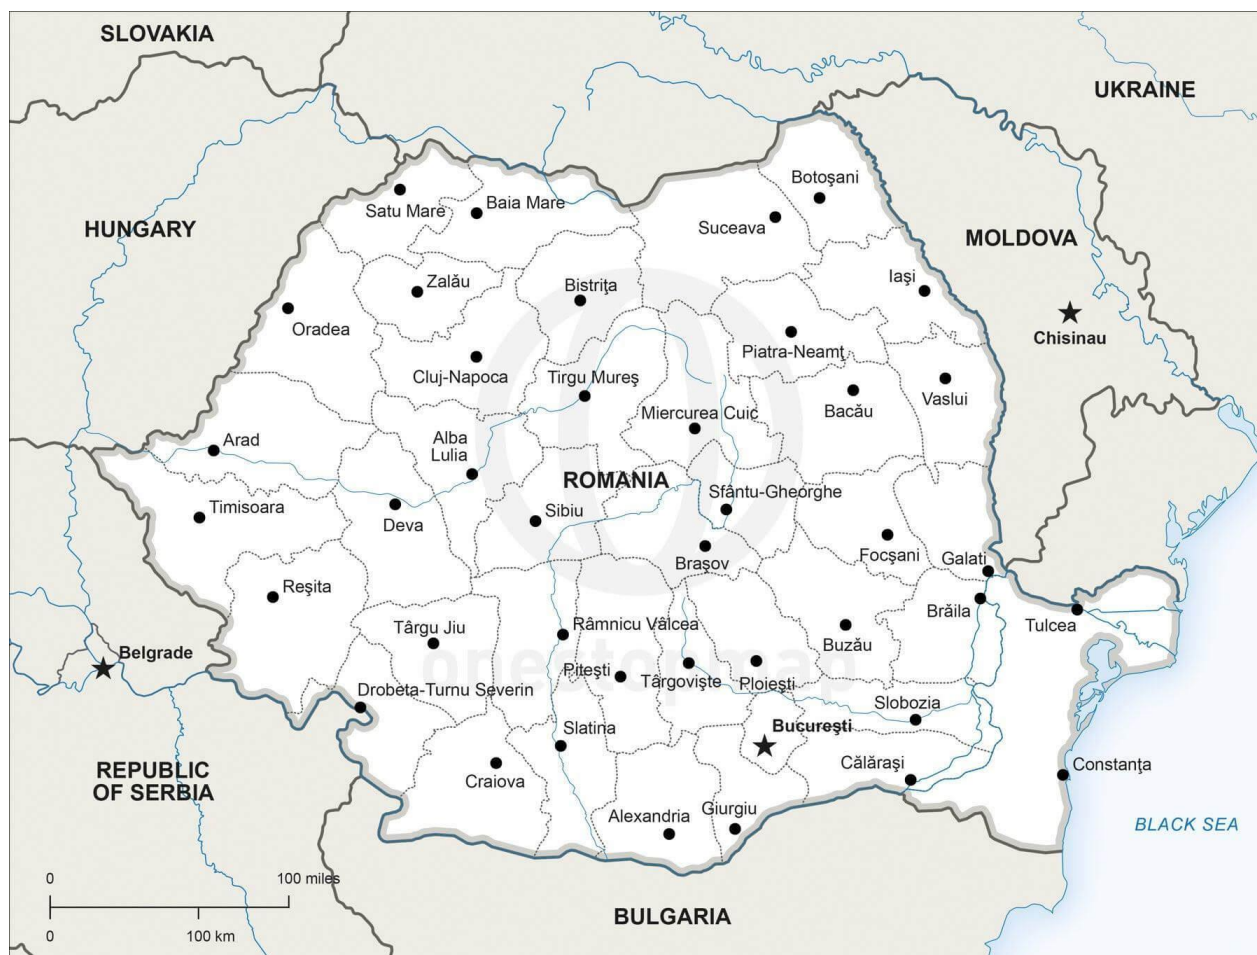 SLOVAKIA
UKRAINE
HUNGARY
MOLDOVA
Chisinau
Botoşani
Suceava
Satu Mare
Baia Mare
Iaşi
Zalău
Bistriţa
Oradea
Piatra-Neamţ
Cluj-Napoca
Tirgu Mureş
Miercurea Cuic
Bacău
Vaslui
Arad
Alba
Lulia
ROMANIA
Timisoara
Deva
Sibiu
Sfântu-Gheorghe
Braşov
Focşani
Galati
Reşita
Brăila
Tulcea
Târgu Jiu
Râmnicu Vâlcea
Buzău
Belgrade
onestopmap
Piteşti
Târgovişte
Ploieşti
Drobeta-Turnu Severin
Slobozia
Slatina
Bucureşti
REPUBLIC
OF SERBIA
Craiova
Călăraşi
Constanţa
Alexandria
Giurgiu
BLACK SEA
0
100 miles
0
100 km
BULGARIA